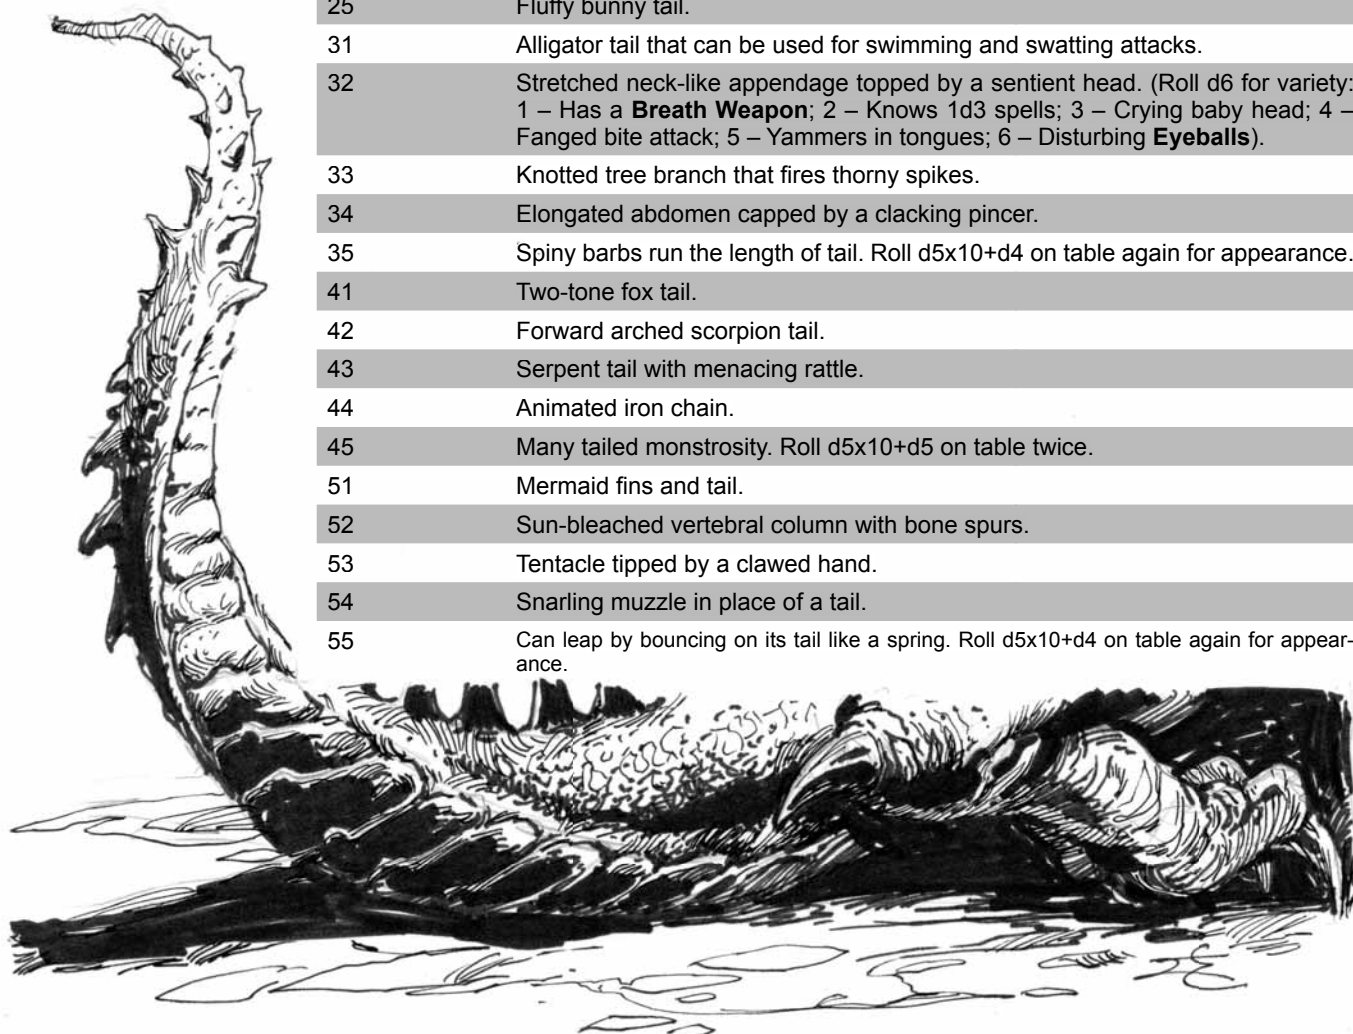 25 Fluffy bunny tail.
31 Alligator tail that can be used for swimming and swatting attacks.
32 Stretched neck-like appendage topped by a sentient head. (Roll d6 for variety:
1 – Has a Breath Weapon; 2 – Knows 1d3 spells; 3 – Crying baby head; 4 –
Fanged bite attack; 5 – Yammers in tongues; 6 – Disturbing Eyeballs).
33 Knotted tree branch that fires thorny spikes.
34 Elongated abdomen capped by a clacking pincer.
35 Spiny barbs run the length of tail. Roll d5x10+d4 on table again for appearance.
41 Two-tone fox tail.
42 Forward arched scorpion tail.
43 Serpent tail with menacing rattle.
44 Animated iron chain.
45 Many tailed monstrosity. Roll d5x10+d5 on table twice.
51 Mermaid fins and tail.
52 Sun-bleached vertebral column with bone spurs.
53 Tentacle tipped by a clawed hand.
54 Snarling muzzle in place of a tail.
55 Can leap by bouncing on its tail like a spring. Roll d5x10+d4 on table again for appear-
ance.